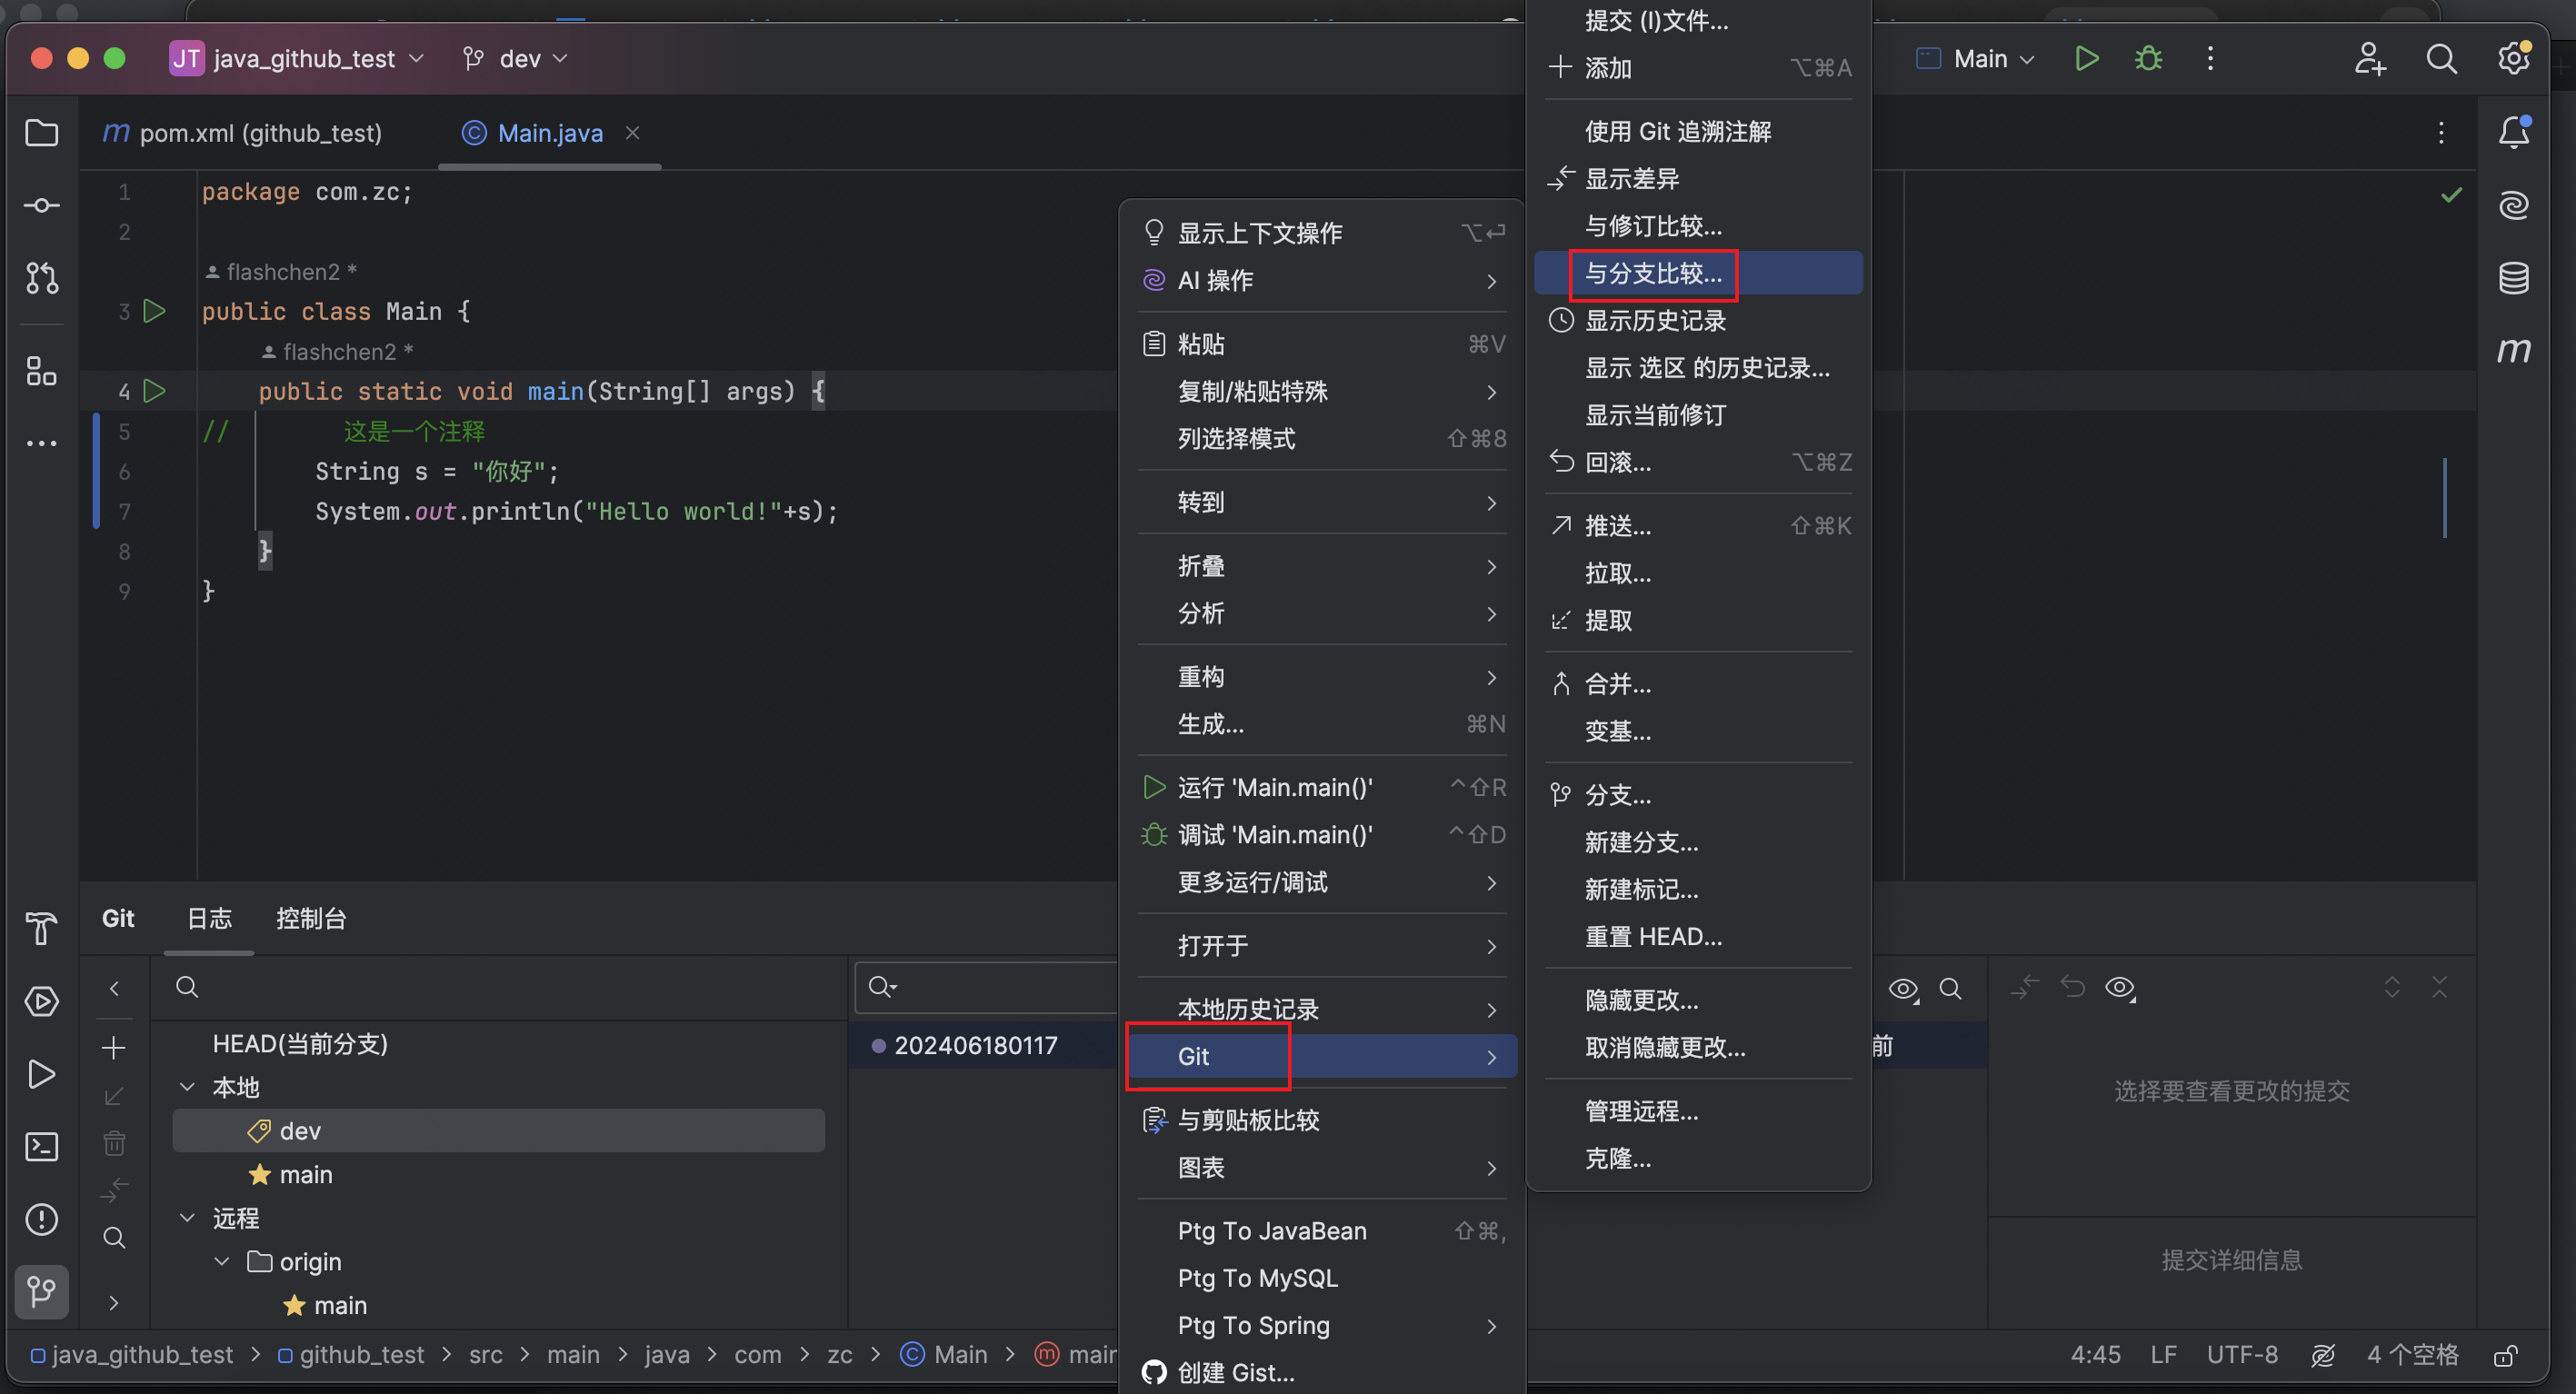 JT java_github_test dev
Main
pom.xml (github_test) Main.java
1 package com.zc;
2
flashchen2 *
3 public class Main {
flashchen2 *
4 public static void main(String[] args) {
5 // 这是一个注释
6 String s = "你好";
7 System.out.println("Hello world!"+s);
8 }
9 }
显示上下文操作 ⌥↩
AI 操作
粘贴 ⌘V
复制/粘贴特殊
列选择模式 ⇧⌘8
转到
折叠
分析
重构
生成... ⌘N
运行 'Main.main()' ^⇧R
调试 'Main.main()' ^⇧D
更多运行/调试
打开于
本地历史记录
Git
与剪贴板比较
图表
Ptg To JavaBean ⇧⌘,
Ptg To MySQL
Ptg To Spring
创建 Gist...
提交 (I)文件...
添加 ⌥⌘A
使用 Git 追溯注解
显示差异
与修订比较...
与分支比较...
显示历史记录
显示 选区 的历史记录...
显示当前修订
回滚... ⌥⌘Z
推送... ⇧⌘K
拉取...
提取
合并...
变基...
分支...
新建分支...
新建标记...
重置 HEAD...
隐藏更改...
取消隐藏更改...
管理远程...
克隆...
Git 日志 控制台
HEAD(当前分支)
本地
dev
main
远程
origin
main
202406180117
前
选择要查看更改的提交
提交详细信息
java_github_test > github_test > src > main > java > com > zc > Main > main
4:45 LF UTF-8 4 个空格